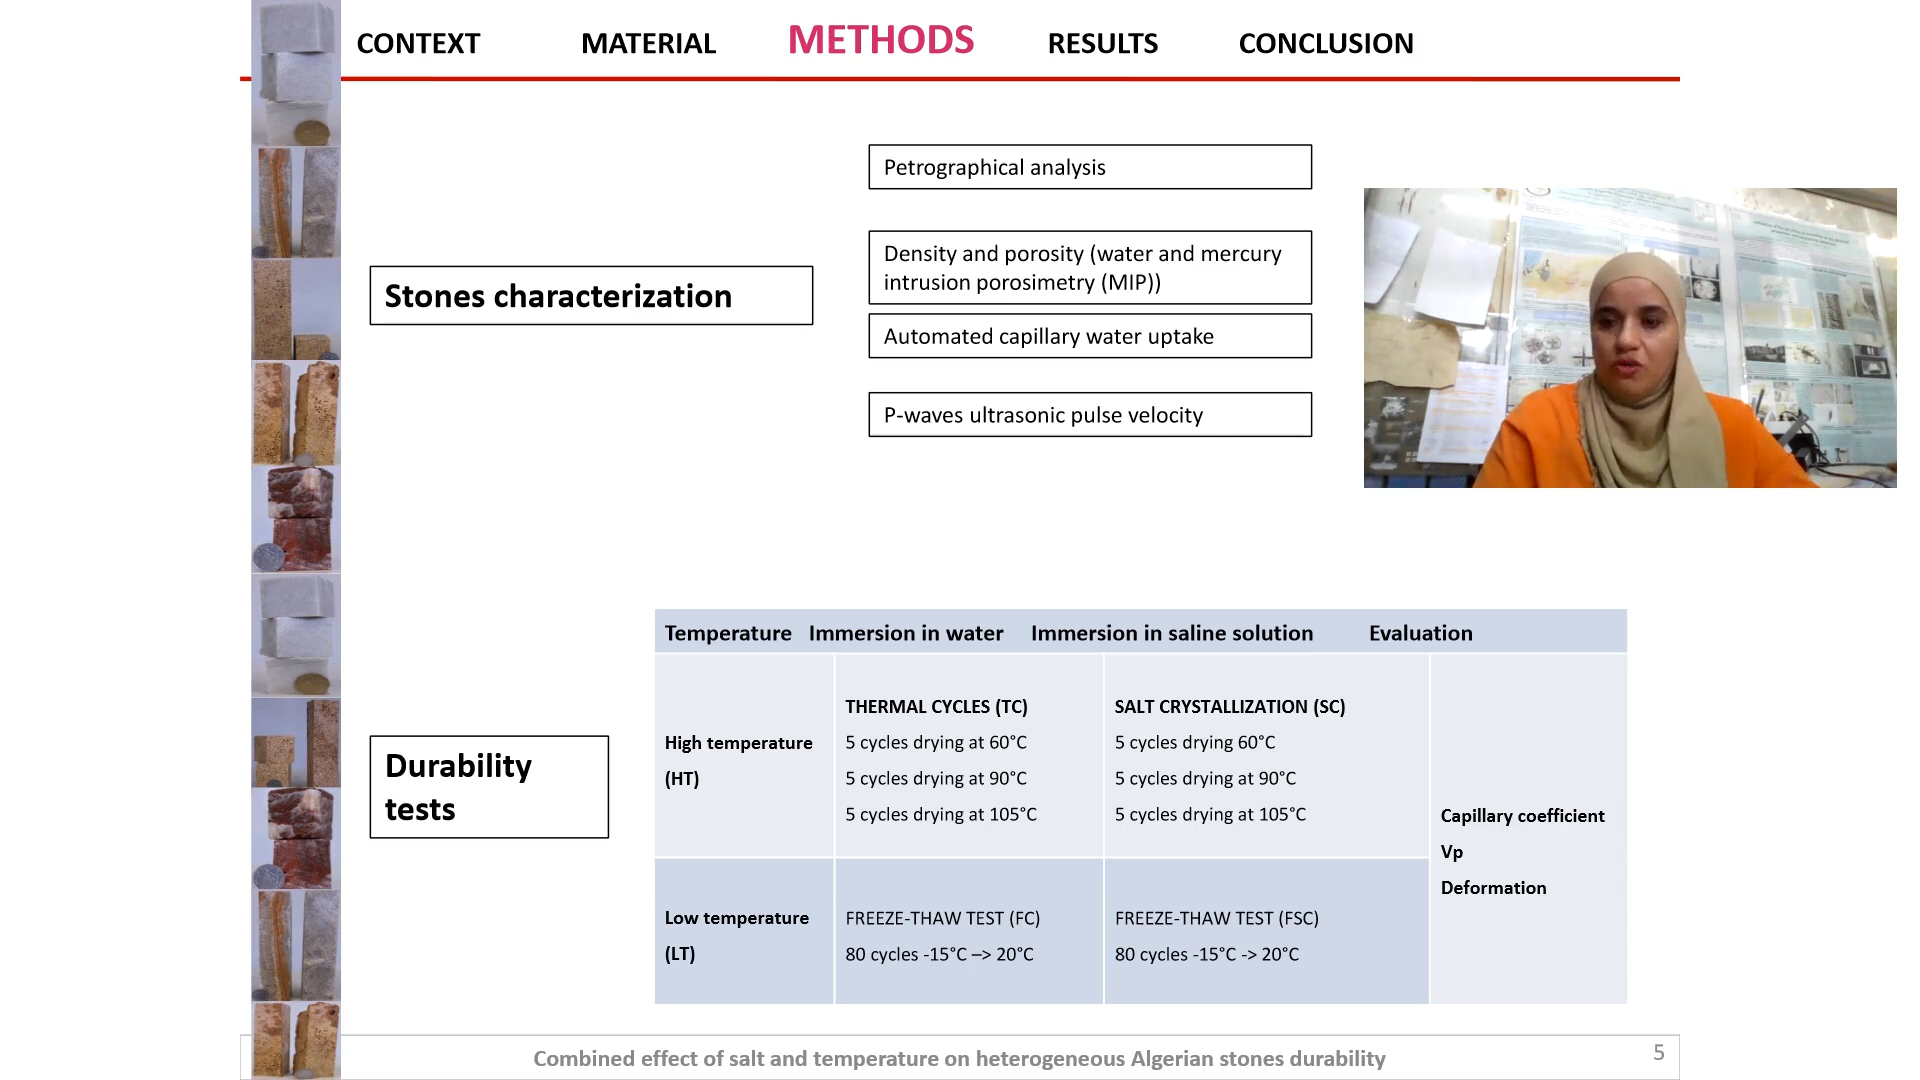 CONTEXT MATERIAL METHODS RESULTS CONCLUSION
Petrographical analysis
Density and porosity (water and mercury
intrusion porosimetry (MIP))
Stones characterization
Automated capillary water uptake
P-waves ultrasonic pulse velocity
Durability
tests
Temperature Immersion in water Immersion in saline solution Evaluation
High temperature
(HT)
THERMAL CYCLES (TC)
5 cycles drying at 60°C
5 cycles drying at 90°C
5 cycles drying at 105°C
SALT CRYSTALLIZATION (SC)
5 cycles drying 60°C
5 cycles drying at 90°C
5 cycles drying at 105°C
Capillary coefficient
Vp
Deformation
Low temperature
(LT)
FREEZE-THAW TEST (FC)
80 cycles -15°C –> 20°C
FREEZE-THAW TEST (FSC)
80 cycles -15°C -> 20°C
Combined effect of salt and temperature on heterogeneous Algerian stones durability
5